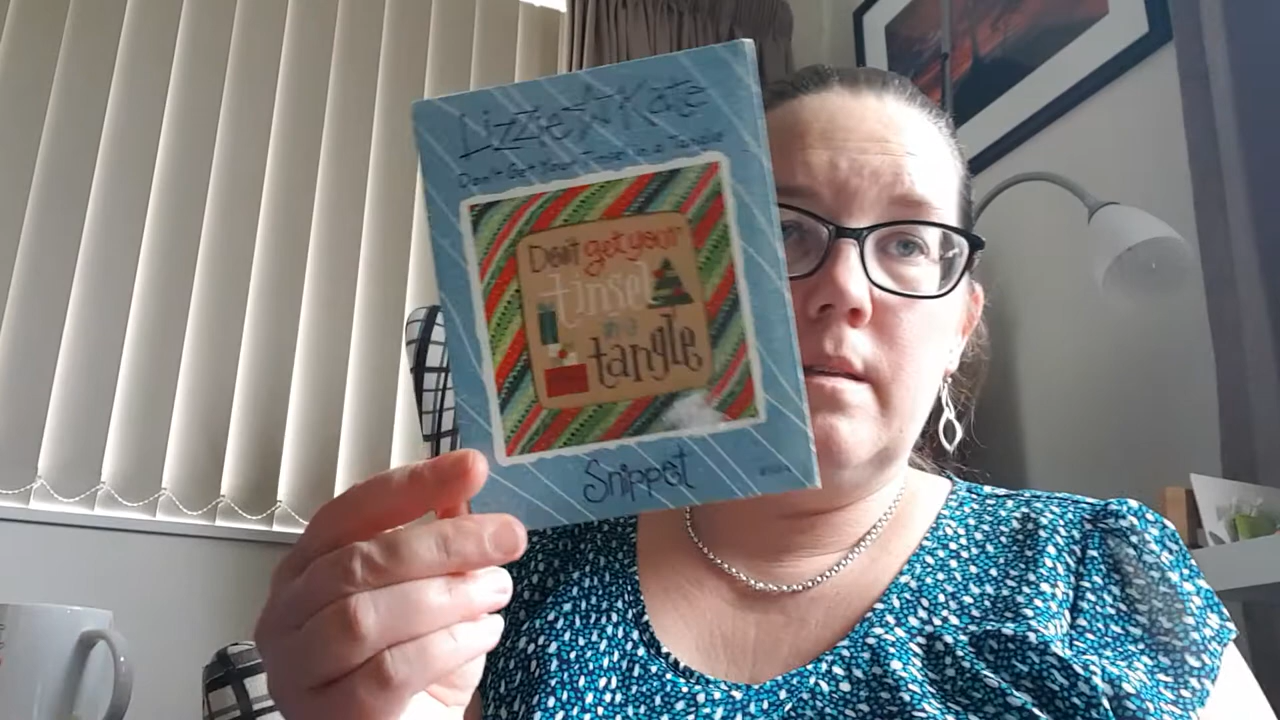 Lizzie*Kate
Don't Get Your Tinsel in a Tangle
Don't get your
tinsel
in a
tangle
Snippet